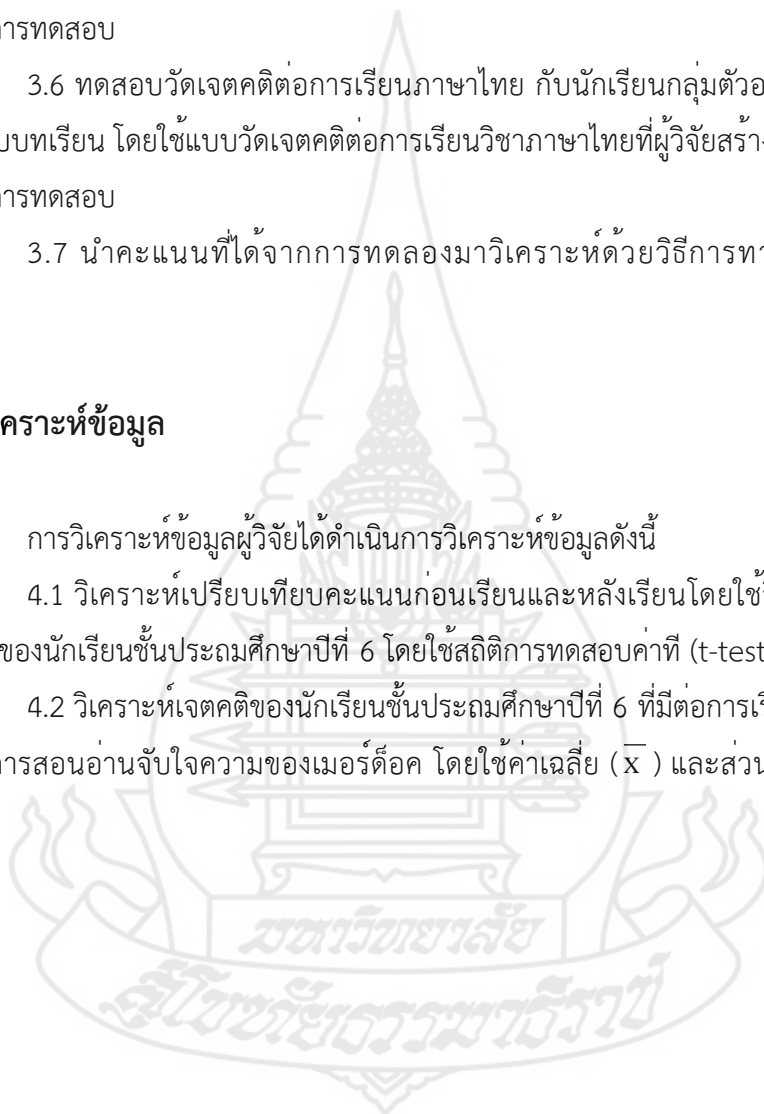 การทดสอบ
3.6 ทดสอบวัดเจตคติต่อการเรียนภาษาไทย กับนักเรียนกลุ่มตัวอ
บบทเรียน โดยใช้แบบวัดเจตคติต่อการเรียนวิชาภาษาไทยที่ผู้วิจัยสร้าง
การทดสอบ
3.7 นำคะแนนที่ได้จากการทดลองมาวิเคราะห์ด้วยวิธีการทา
เคราะห์ข้อมูล
การวิเคราะห์ข้อมูลผู้วิจัยได้ดำเนินการวิเคราะห์ข้อมูลดังนี้
4.1 วิเคราะห์เปรียบเทียบคะแนนก่อนเรียนและหลังเรียนโดยใช้
ของนักเรียนชั้นประถมศึกษาปีที่ 6 โดยใช้สถิติการทดสอบค่าที (t-test
4.2 วิเคราะห์เจตคติของนักเรียนชั้นประถมศึกษาปีที่ 6 ที่มีต่อการเรี
การสอนอ่านจับใจความของเมอร์ด็อค โดยใช้ค่าเฉลี่ย (x̄) และส่วน
มหาวิทยาลัย
สุโขทัยธรรมาธิราช